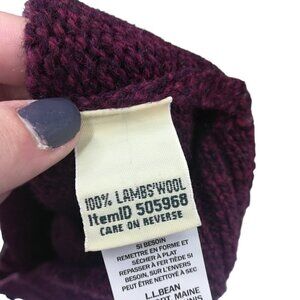 100% LAMBS'WOOL
ItemID 505968
CARE ON REVERSE
SI BESOIN
REMETTRE EN FORME ET
SÉCHER À PLAT
REPASSER À FER TIÈDE SI
BESOIN, SUR L'ENVERS
PEUT ÊTRE NETTOYÉ À SEC
L.L.BEAN
MAINE